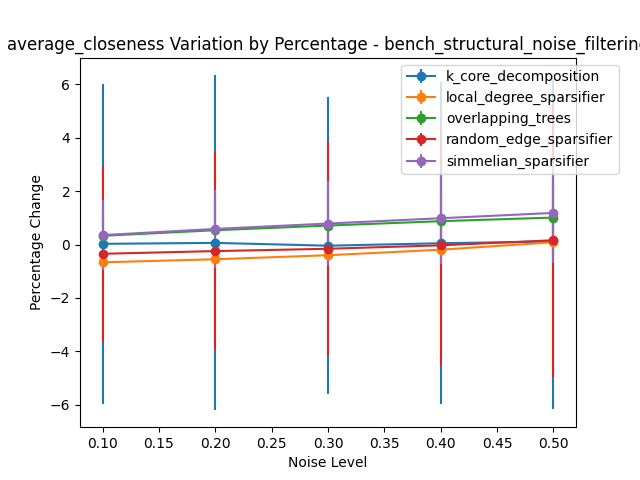 average_closeness Variation by Percentage - bench_structural_noise_filtering
k_core_decomposition
local_degree_sparsifier
overlapping_trees
random_edge_sparsifier
simmelian_sparsifier
Percentage Change
6
4
2
0
−2
−4
−6
0.10 0.15 0.20 0.25 0.30 0.35 0.40 0.45 0.50
Noise Level